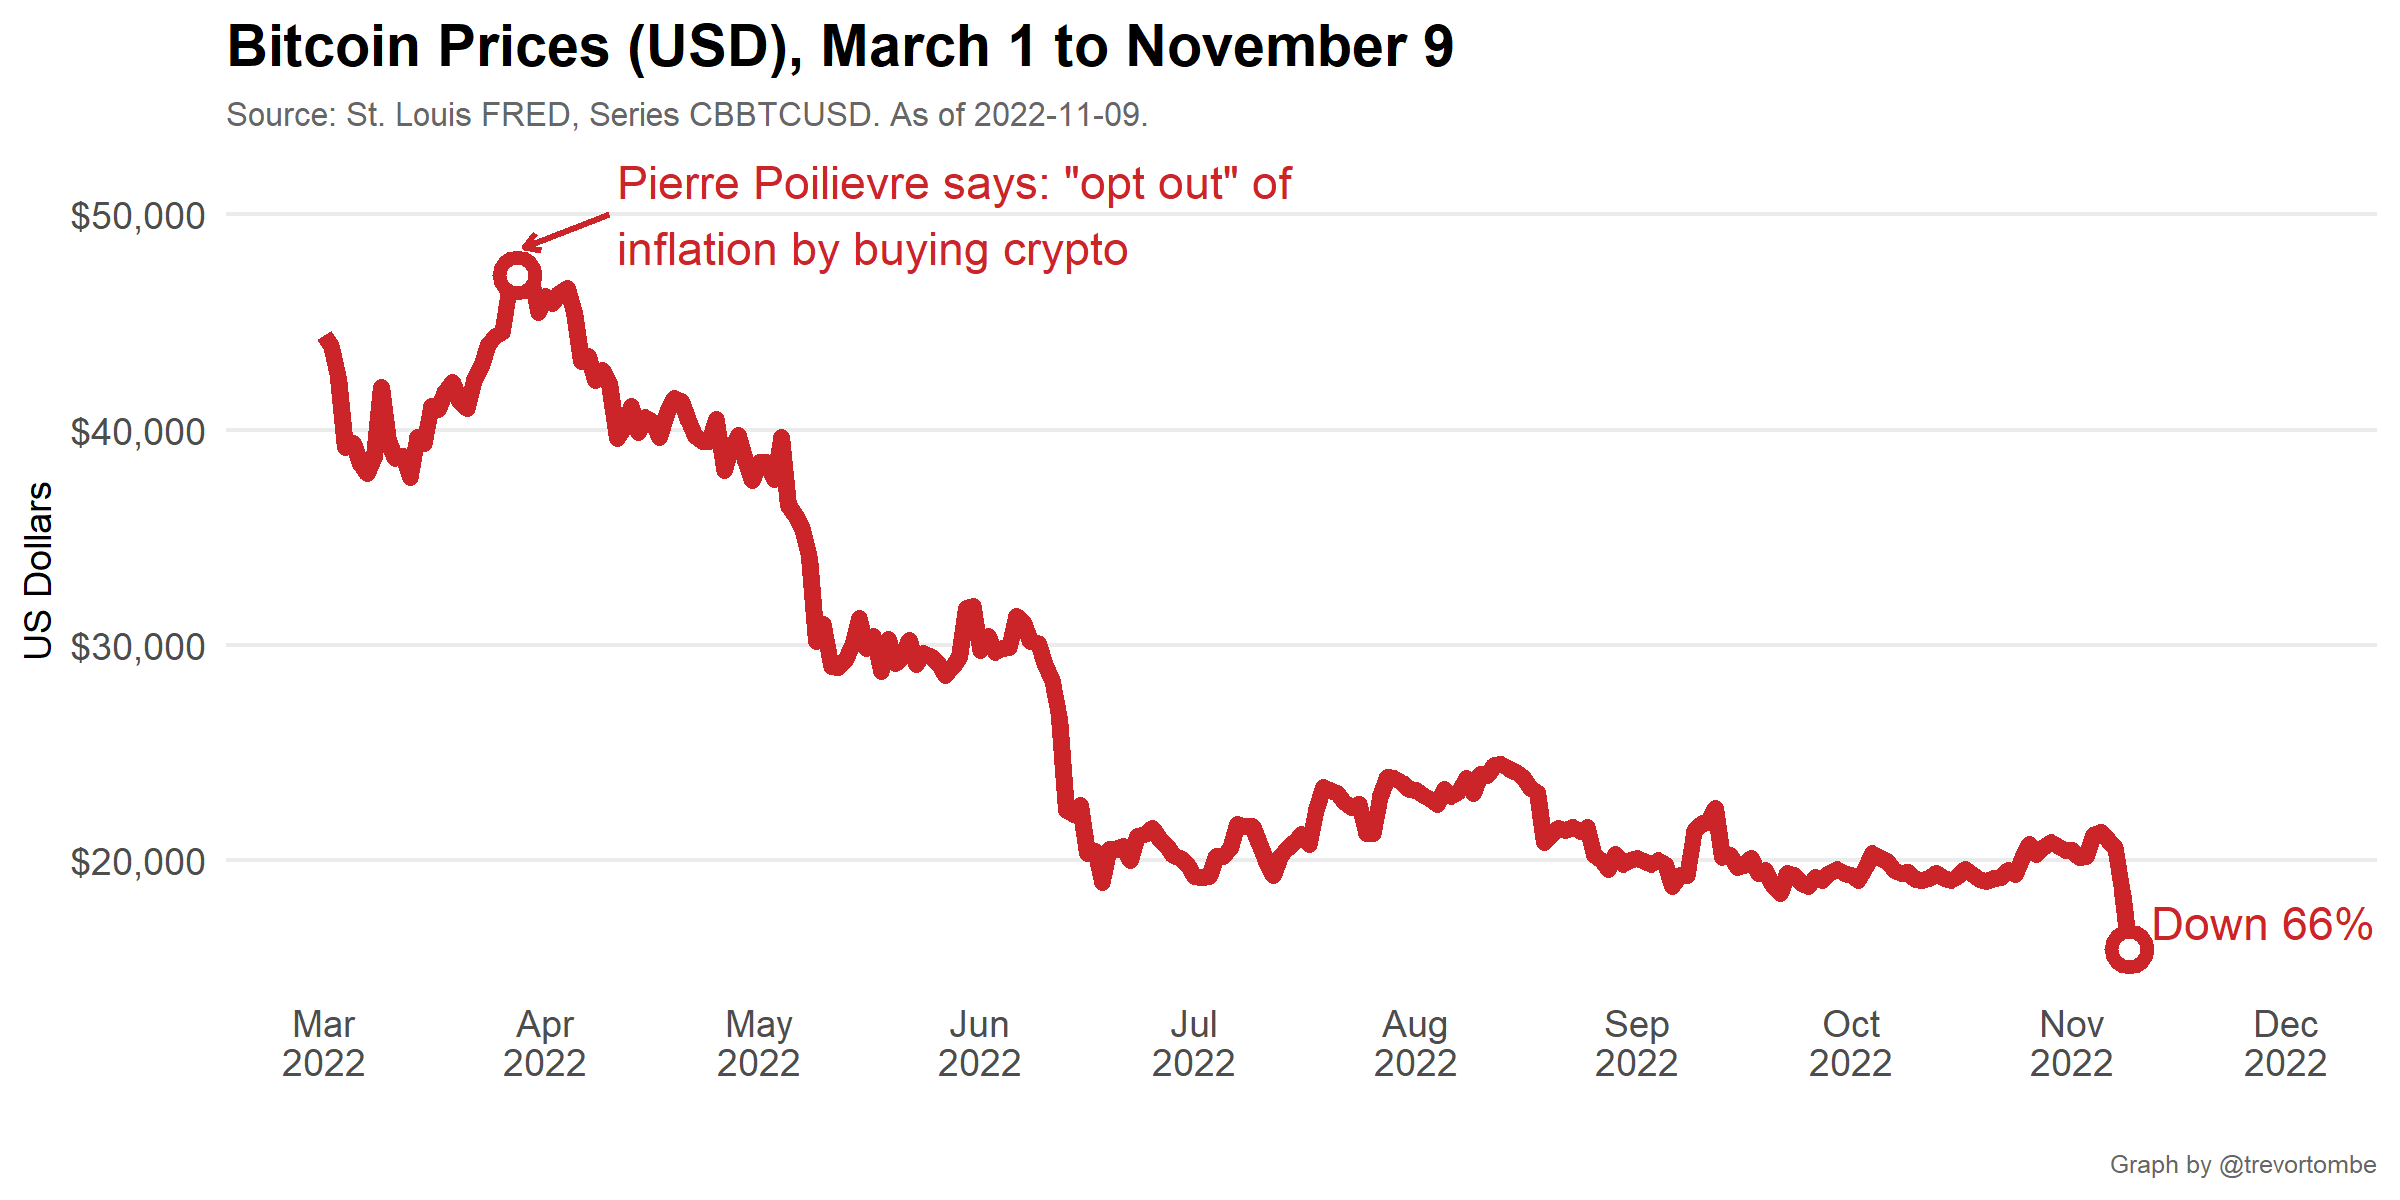 Bitcoin Prices (USD), March 1 to November 9
Source: St. Louis FRED, Series CBBTCUSD. As of 2022-11-09.
Pierre Poilievre says: "opt out" of
inflation by buying crypto
$50,000
$40,000
$30,000
$20,000
US Dollars
Down 66%
Mar Apr May Jun Jul Aug Sep Oct Nov Dec
2022 2022 2022 2022 2022 2022 2022 2022 2022 2022
Graph by @trevortombe